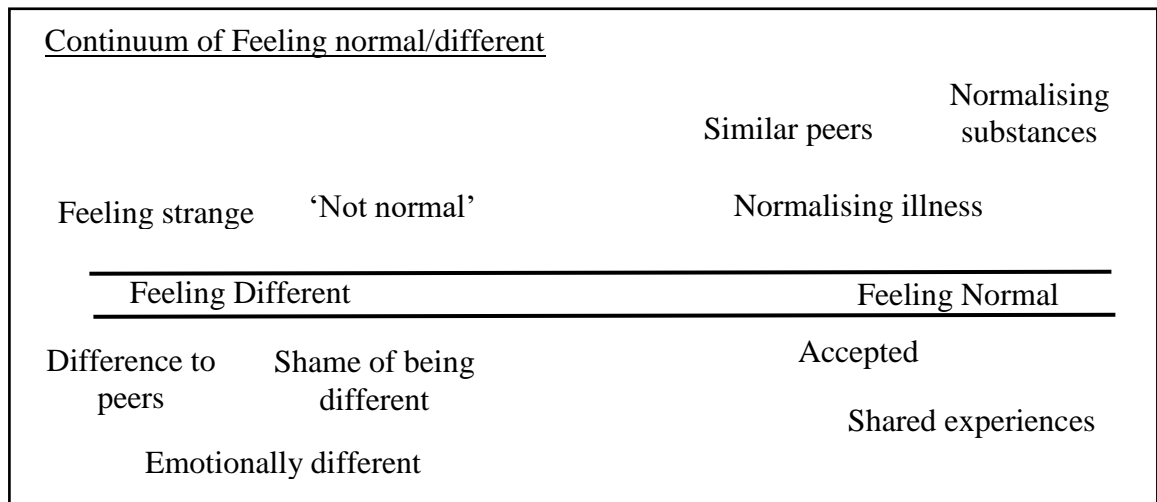 Continuum of Feeling normal/different
Normalising
substances
Similar peers
Feeling strange
‘Not normal’
Normalising illness
Feeling Different
Feeling Normal
Difference to
peers
Shame of being
different
Accepted
Shared experiences
Emotionally different